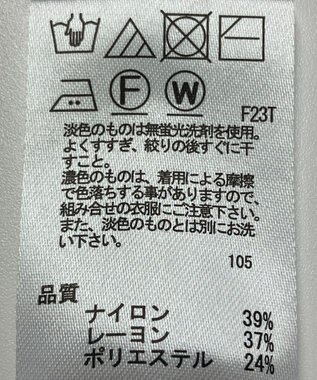 F W F23T
淡色のものは無蛍光洗剤を使用。
よくすすぎ、絞りの後すぐに干
すこと。
濃色のものは、着用による摩擦
で色落ちする事がありますので、
組み合せの衣服にご注意下さい。
また、淡色のものとは別にお洗
い下さい。
105
品質
ナイロン 39%
レーヨン 37%
ポリエステル 24%